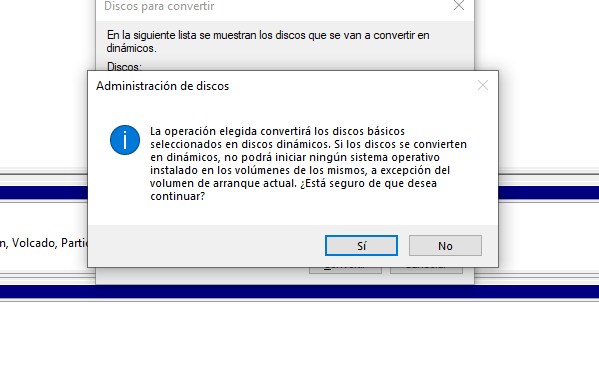 Discos para convertir
En la siguiente lista se muestran los discos que se van a convertir en
dinámicos.
Discos:
Administración de discos
La operación elegida convertirá los discos básicos
seleccionados en discos dinámicos. Si los discos se convierten
en dinámicos, no podrá iniciar ningún sistema operativo
instalado en los volúmenes de los mismos, a excepción del
volumen de arranque actual. ¿Está seguro de que desea
continuar?
Sí No
n, Volcado, Partic